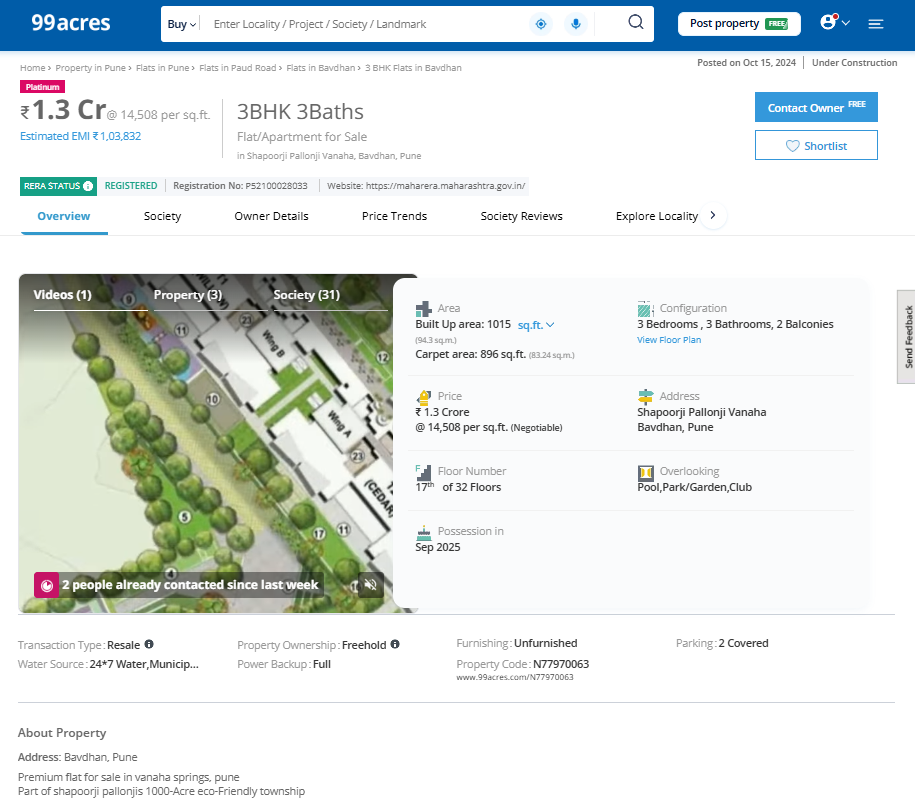 99acres
Buy
Enter Locality / Project / Society / Landmark
Post property FREE
Home › Property in Pune › Flats in Pune › Flats in Paud Road › Flats in Bavdhan › 3 BHK Flats in Bavdhan
Posted on Oct 15, 2024 | Under Construction
Platinum
₹1.3 Cr@ 14,508 per sq.ft.
Estimated EMI ₹1,03,832
3BHK 3Baths
Flat/Apartment for Sale
in Shapoorji Pallonji Vanaha, Bavdhan, Pune
Contact Owner FREE
Shortlist
RERA STATUS REGISTERED | Registration No: P52100028033 | Website: https://maharera.maharashtra.gov.in/
Overview Society Owner Details Price Trends Society Reviews Explore Locality
Videos (1) Property (3) Society (31)
Wing B
Wing A
(CEDAR
11
12
10
23
5
17
11
4
2 people already contacted since last week
Area
Built Up area: 1015 sq.ft.
(94.3 sq.m.)
Carpet area: 896 sq.ft. (83.24 sq.m.)
Configuration
3 Bedrooms , 3 Bathrooms, 2 Balconies
View Floor Plan
Price
₹ 1.3 Crore
@ 14,508 per sq.ft. (Negotiable)
Address
Shapoorji Pallonji Vanaha
Bavdhan, Pune
Floor Number
17th of 32 Floors
Overlooking
Pool,Park/Garden,Club
Possession in
Sep 2025
Send Feedback
Transaction Type: Resale
Property Ownership: Freehold
Furnishing: Unfurnished
Parking: 2 Covered
Water Source: 24*7 Water,Municip...
Power Backup: Full
Property Code: N77970063
www.99acres.com/N77970063
About Property
Address: Bavdhan, Pune
Premium flat for sale in vanaha springs, pune
Part of shapoorji pallonjis 1000-Acre eco-Friendly township